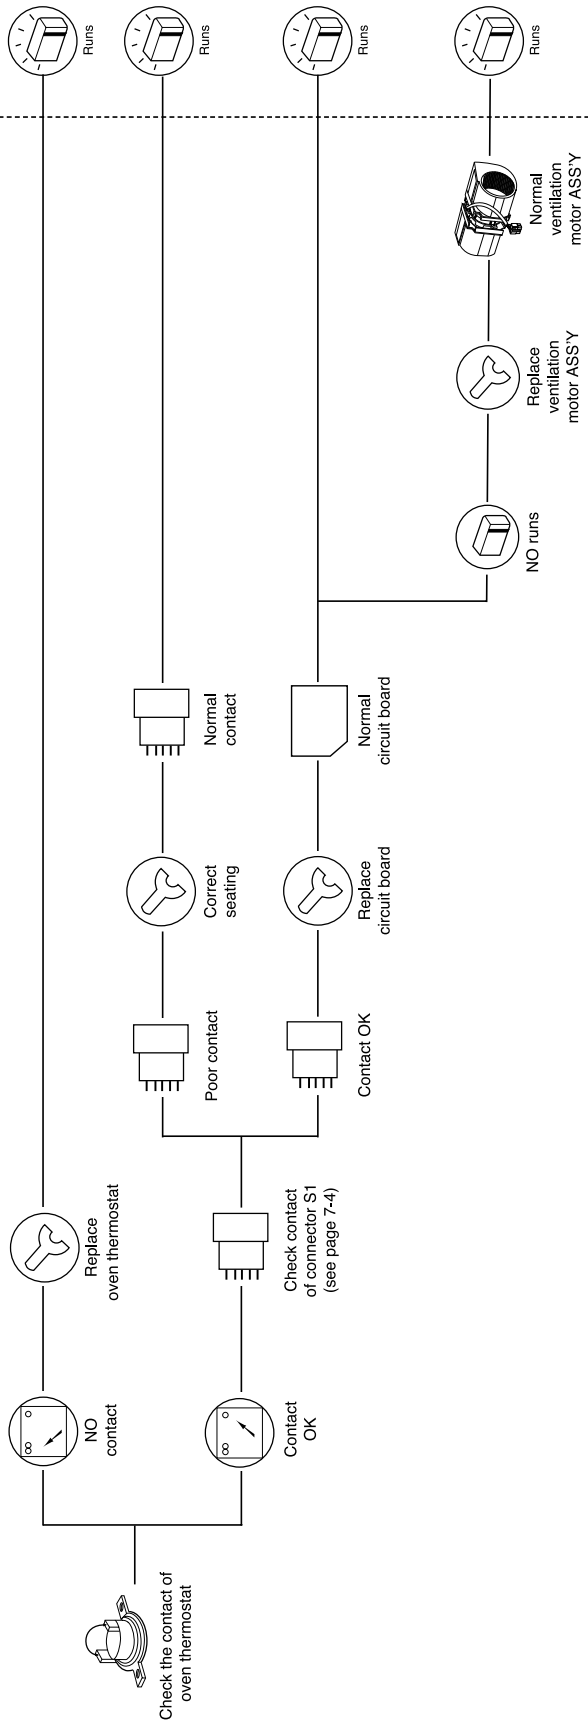 Check the contact of
oven thermostat
NO
contact
Replace
oven thermostat
Runs
Contact
OK
Check contact
of connector S1
(see page 7-4)
Poor contact
Correct
seating
Normal
contact
Runs
Contact OK
Replace
circuit board
Normal
circuit board
Runs
NO runs
Replace
ventilation
motor ASS'Y
Normal
ventilation
motor ASS'Y
Runs